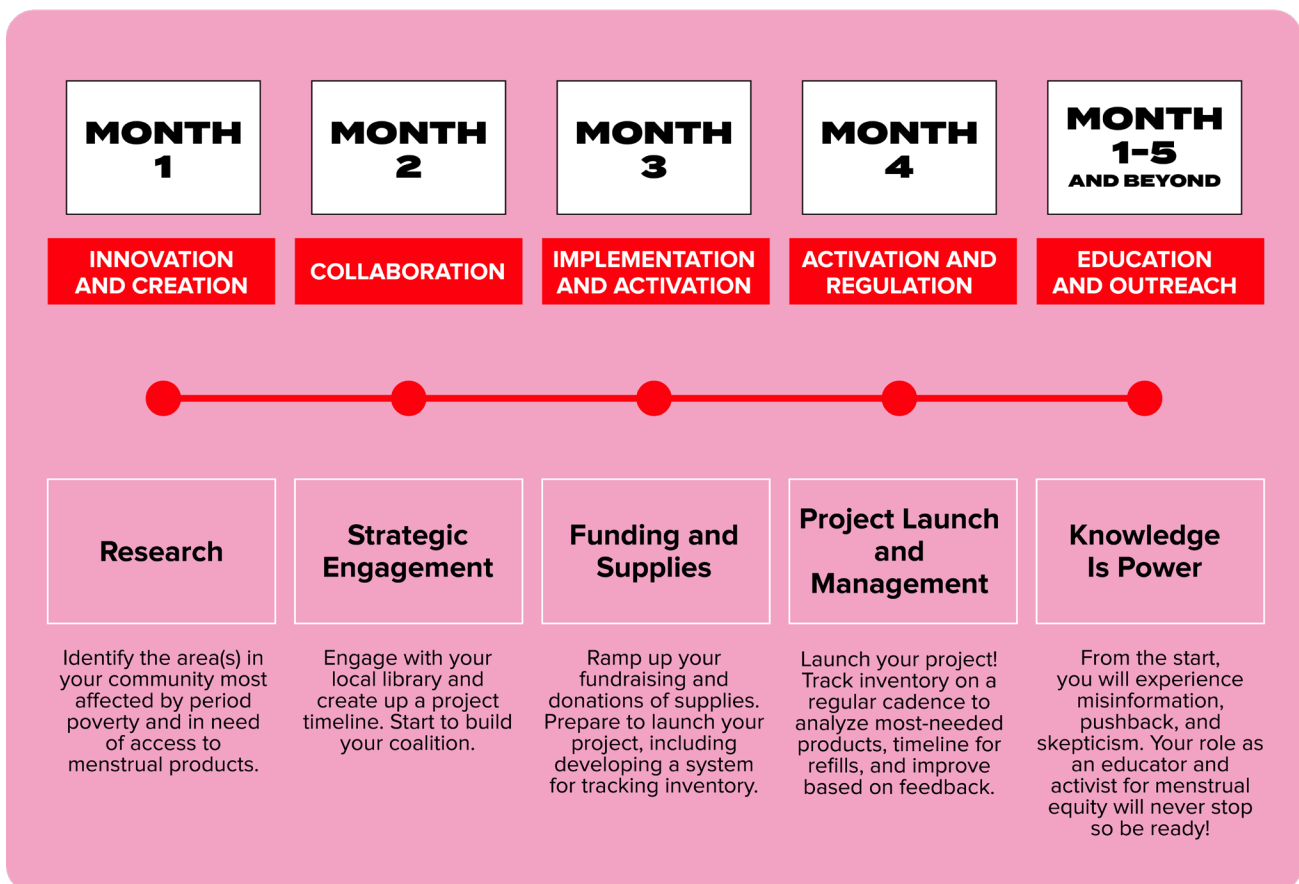 MONTH
1
INNOVATION
AND CREATION
Research
Identify the area(s) in
your community most
affected by period
poverty and in need
of access to
menstrual products.
MONTH
2
COLLABORATION
Strategic
Engagement
Engage with your
local library and
create up a project
timeline. Start to build
your coalition.
MONTH
3
IMPLEMENTATION
AND ACTIVATION
Funding and
Supplies
Ramp up your
fundraising and
donations of supplies.
Prepare to launch your
project, including
developing a system
for tracking inventory.
MONTH
4
ACTIVATION AND
REGULATION
Project Launch
and
Management
Launch your project!
Track inventory on a
regular cadence to
analyze most-needed
products, timeline for
refills, and improve
based on feedback.
MONTH
1–5
AND BEYOND
EDUCATION
AND OUTREACH
Knowledge
Is Power
From the start,
you will experience
misinformation,
pushback, and
skepticism. Your role as
an educator and
activist for menstrual
equity will never stop
so be ready!